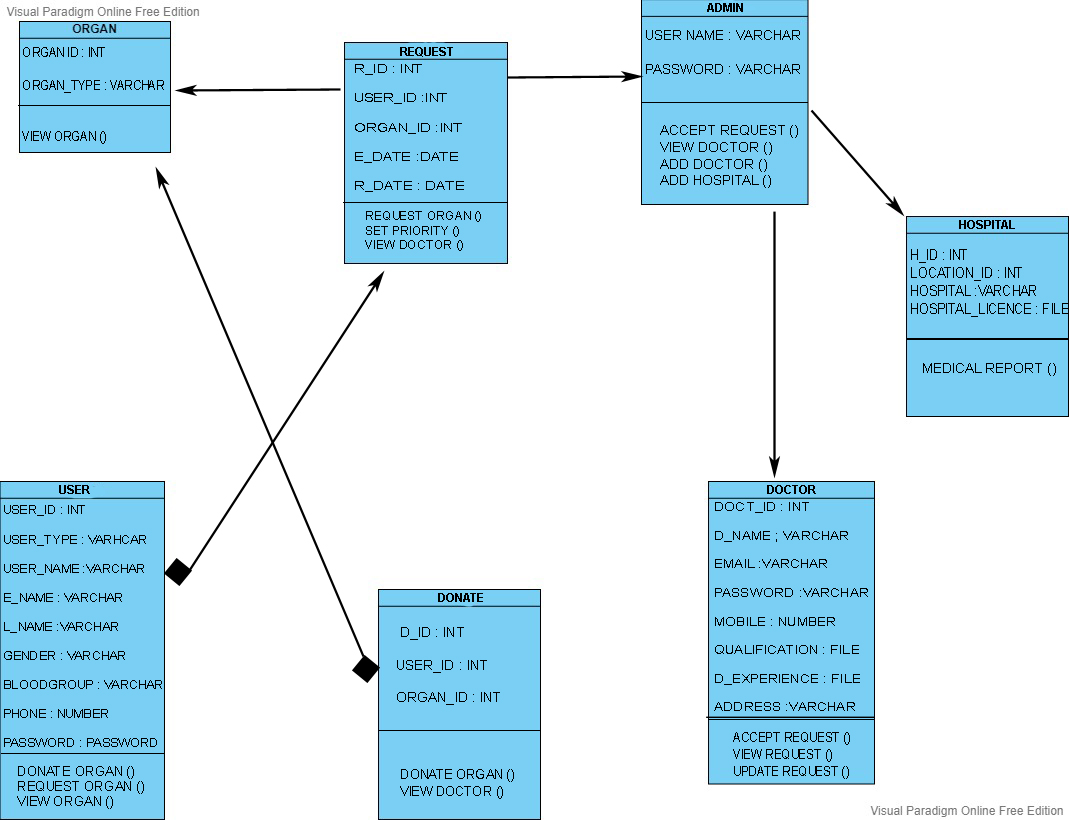 Visual Paradigm Online Free Edition
ORGAN
ORGAN ID : INT
ORGAN_TYPE : VARCHAR
VIEW ORGAN ()
REQUEST
R_ID : INT
USER_ID :INT
ORGAN_ID :INT
E_DATE :DATE
R_DATE : DATE
REQUEST ORGAN ()
SET PRIORITY ()
VIEW DOCTOR ()
ADMIN
USER NAME : VARCHAR
PASSWORD : VARCHAR
ACCEPT REQUEST ()
VIEW DOCTOR ()
ADD DOCTOR ()
ADD HOSPITAL ()
HOSPITAL
H_ID : INT
LOCATION_ID : INT
HOSPITAL :VARCHAR
HOSPITAL_LICENCE : FILE
MEDICAL REPORT ()
USER
USER_ID : INT
USER_TYPE : VARHCAR
USER_NAME :VARCHAR
E_NAME : VARCHAR
L_NAME :VARCHAR
GENDER : VARCHAR
BLOODGROUP : VARCHAR
PHONE : NUMBER
PASSWORD : PASSWORD
DONATE ORGAN ()
REQUEST ORGAN ()
VIEW ORGAN ()
DONATE
D_ID : INT
USER_ID : INT
ORGAN_ID : INT
DONATE ORGAN ()
VIEW DOCTOR ()
DOCTOR
DOCT_ID : INT
D_NAME ; VARCHAR
EMAIL :VARCHAR
PASSWORD :VARCHAR
MOBILE : NUMBER
QUALIFICATION : FILE
D_EXPERIENCE : FILE
ADDRESS :VARCHAR
ACCEPT REQUEST ()
VIEW REQUEST ()
UPDATE REQUEST ()
Visual Paradigm Online Free Edition